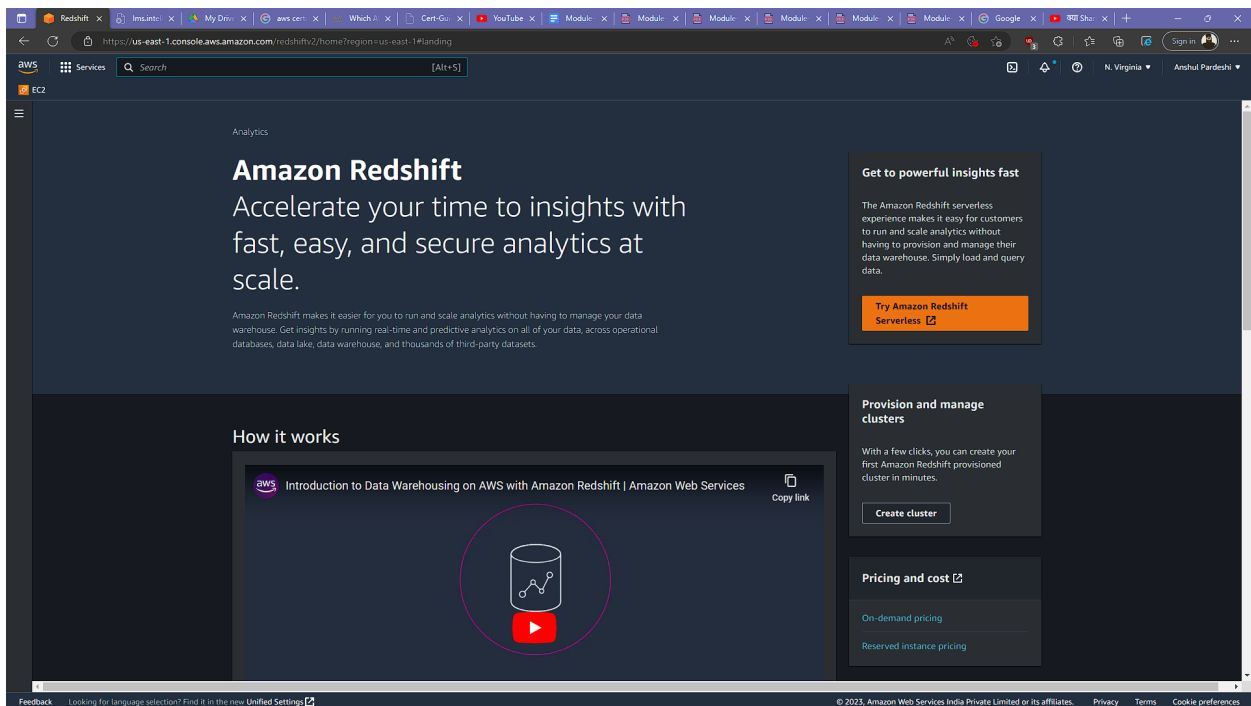 Redshift
lms.intell
My Drive
aws certi
Which A
Cert-Gui
YouTube
Module
Module
Module
Module
Module
Module
Google
क्या Shar
https://us-east-1.console.aws.amazon.com/redshiftv2/home?region=us-east-1#landing
Sign in
aws
Services
Search
[Alt+S]
N. Virginia
Anshul Pardeshi
EC2
Analytics
Amazon Redshift
Accelerate your time to insights with
fast, easy, and secure analytics at
scale.
Amazon Redshift makes it easier for you to run and scale analytics without having to manage your data
warehouse. Get insights by running real-time and predictive analytics on all of your data, across operational
databases, data lake, data warehouse, and thousands of third-party datasets.
Get to powerful insights fast
The Amazon Redshift serverless
experience makes it easy for customers
to run and scale analytics without
having to provision and manage their
data warehouse. Simply load and query
data.
Try Amazon Redshift
Serverless
Provision and manage
clusters
With a few clicks, you can create your
first Amazon Redshift provisioned
cluster in minutes.
Create cluster
Pricing and cost
On-demand pricing
Reserved instance pricing
How it works
aws
Introduction to Data Warehousing on AWS with Amazon Redshift | Amazon Web Services
Copy link
Feedback
Looking for language selection? Find it in the new Unified Settings
© 2023, Amazon Web Services India Private Limited or its affiliates.
Privacy
Terms
Cookie preferences